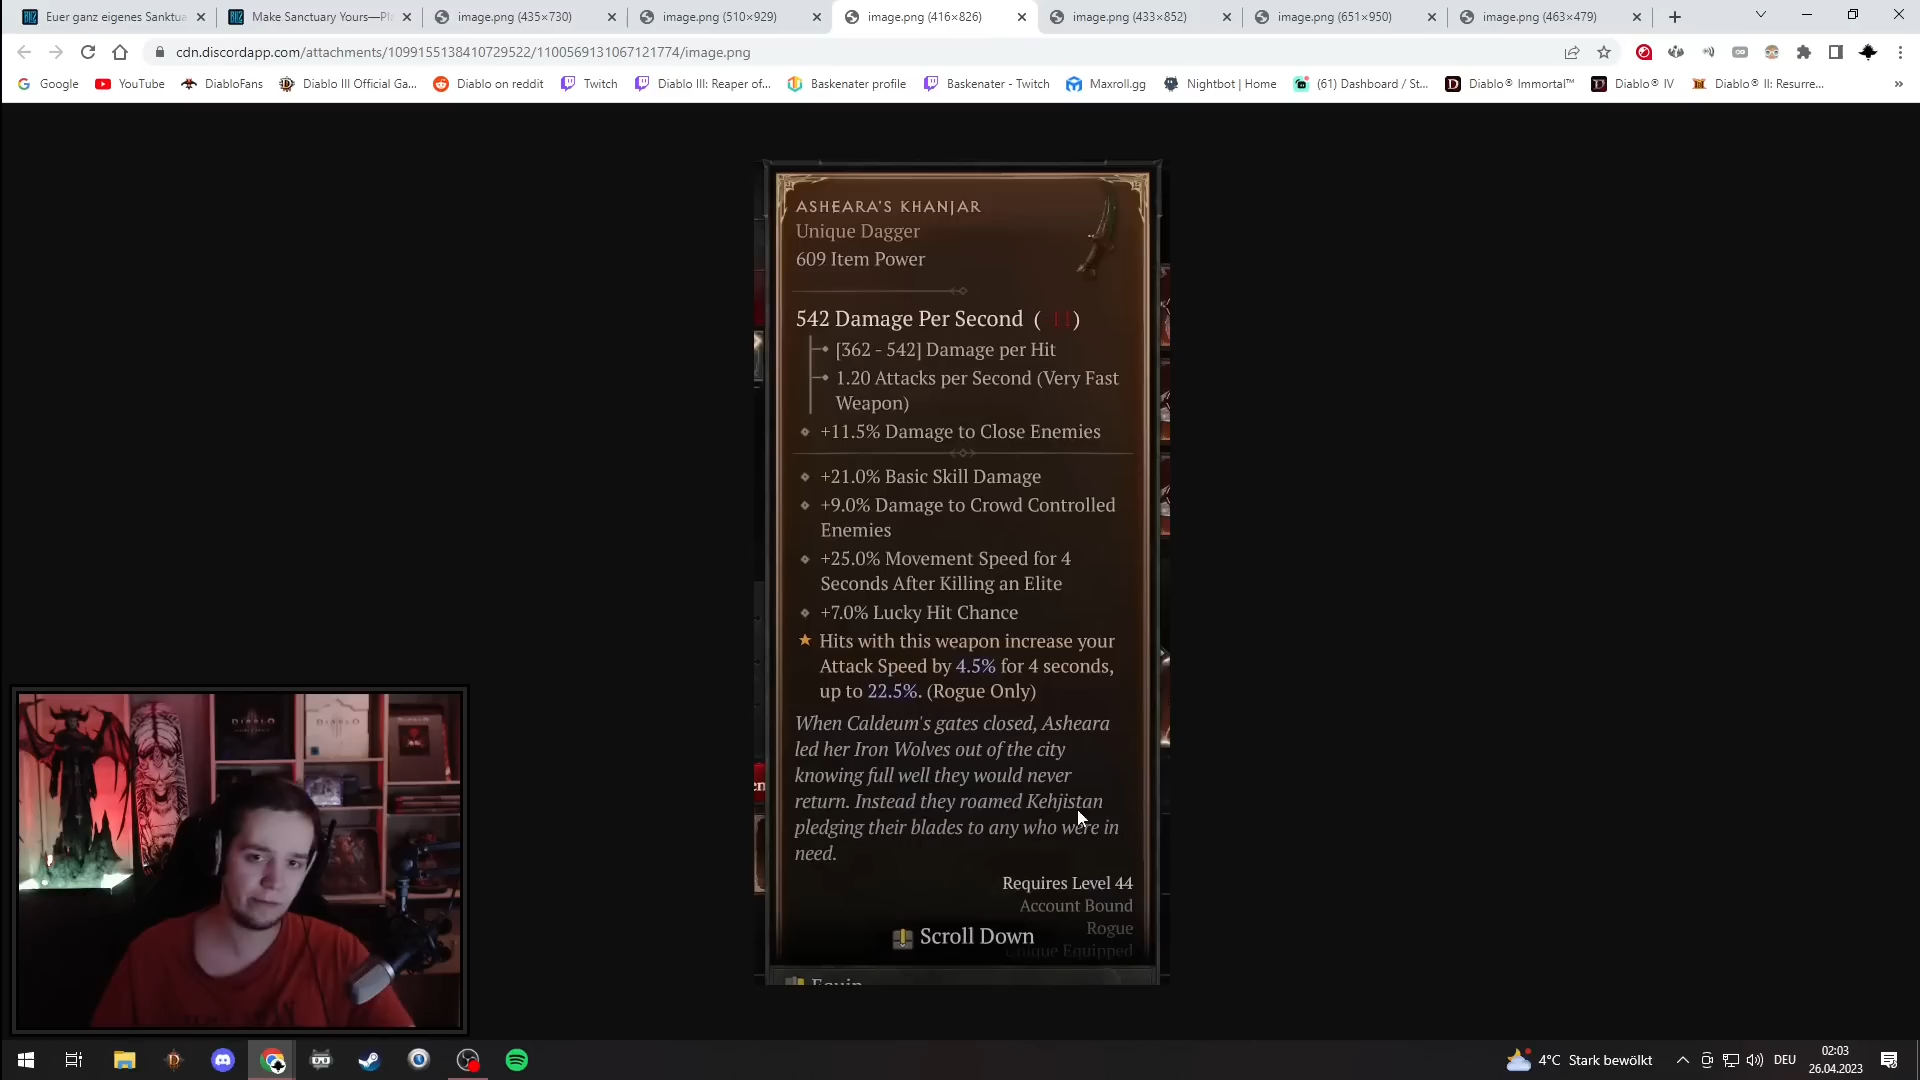 Euer ganz eigenes Sanktua
Make Sanctuary Yours—Pla
image.png (435×730)
image.png (510×929)
image.png (416×826)
image.png (433×852)
image.png (651×950)
image.png (463×479)
cdn.discordapp.com/attachments/1099155138410729522/1100569131067121774/image.png
Google
YouTube
DiabloFans
Diablo III Official Ga...
Diablo on reddit
Twitch
Diablo III: Reaper of...
Baskenater profile
Baskenater - Twitch
Maxroll.gg
Nightbot | Home
(61) Dashboard / St...
Diablo® Immortal™
Diablo® IV
Diablo® II: Resurre...
ASHEARA'S KHANJAR
Unique Dagger
609 Item Power
542 Damage Per Second ( 11)
[362 - 542] Damage per Hit
1.20 Attacks per Second (Very Fast
Weapon)
+11.5% Damage to Close Enemies
+21.0% Basic Skill Damage
+9.0% Damage to Crowd Controlled
Enemies
+25.0% Movement Speed for 4
Seconds After Killing an Elite
+7.0% Lucky Hit Chance
Hits with this weapon increase your
Attack Speed by 4.5% for 4 seconds,
up to 22.5%. (Rogue Only)
When Caldeum's gates closed, Asheara
led her Iron Wolves out of the city
knowing full well they would never
return. Instead they roamed Kehjistan
pledging their blades to any who were in
need.
Requires Level 44
Account Bound
Rogue
Unique Equipped
Scroll Down
Equip
DIABLO
4°C Stark bewölkt
DEU
02:03
26.04.2023